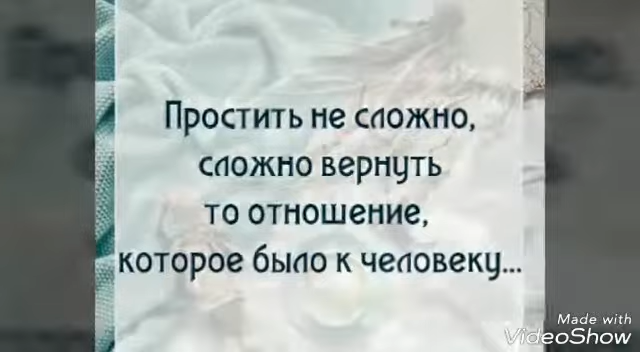 Простить не сложно,
сложно вернуть
то отношение,
которое было к человеку...
Made with
VideoShow